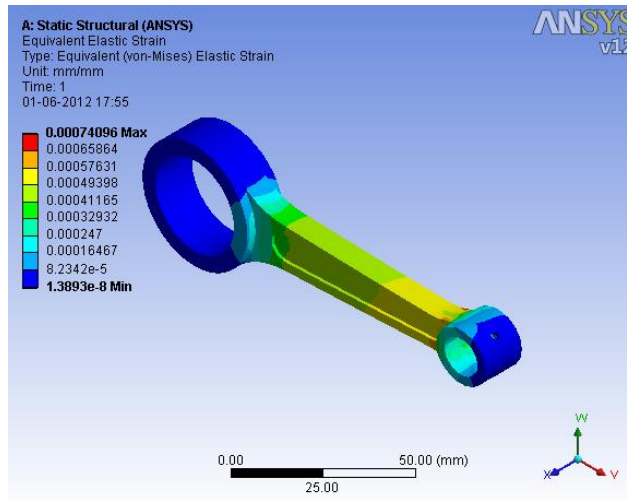 A: Static Structural (ANSYS)
Equivalent Elastic Strain
Type: Equivalent (von-Mises) Elastic Strain
Unit: mm/mm
Time: 1
01-06-2012 17:55
ANSYS
v12
0.00074096 Max
0.00065864
0.00057631
0.00049398
0.00041165
0.00032932
0.000247
0.00016467
8.2342e-5
1.3893e-8 Min
0.00
50.00 (mm)
25.00
W
X
V